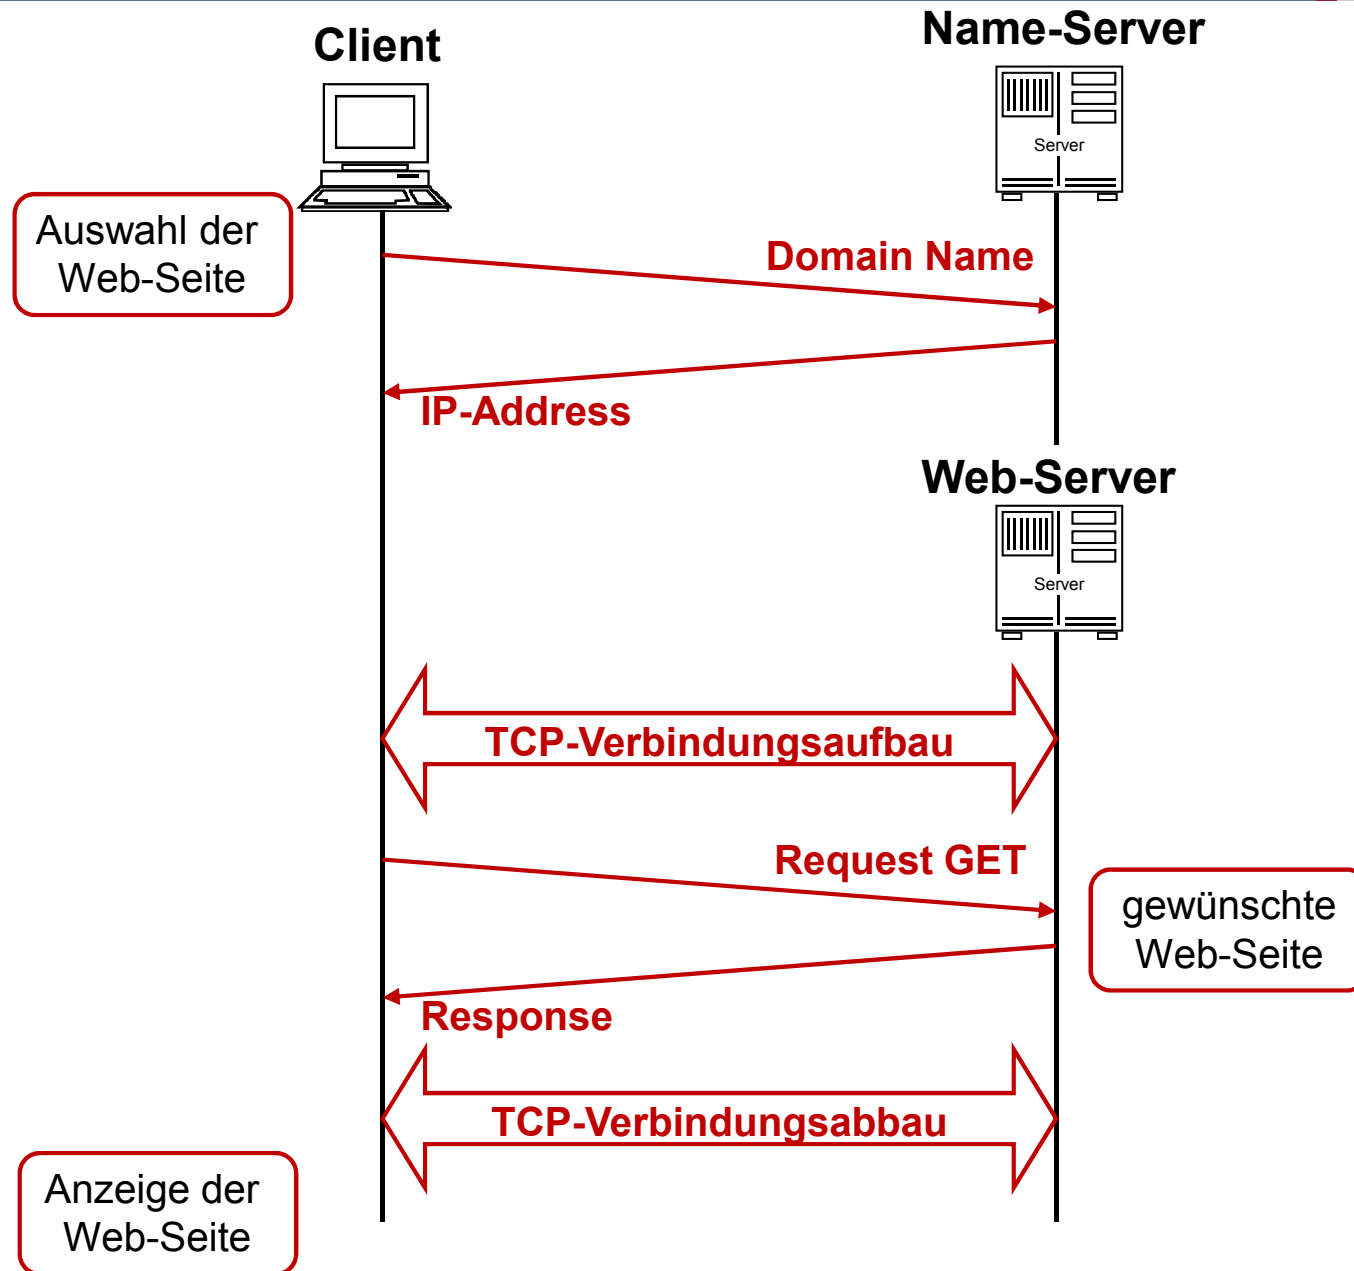 Client
Name-Server
Server
Auswahl der
Web-Seite
Domain Name
IP-Address
Web-Server
Server
TCP-Verbindungsaufbau
Request GET
gewünschte
Web-Seite
Response
TCP-Verbindungsabbau
Anzeige der
Web-Seite